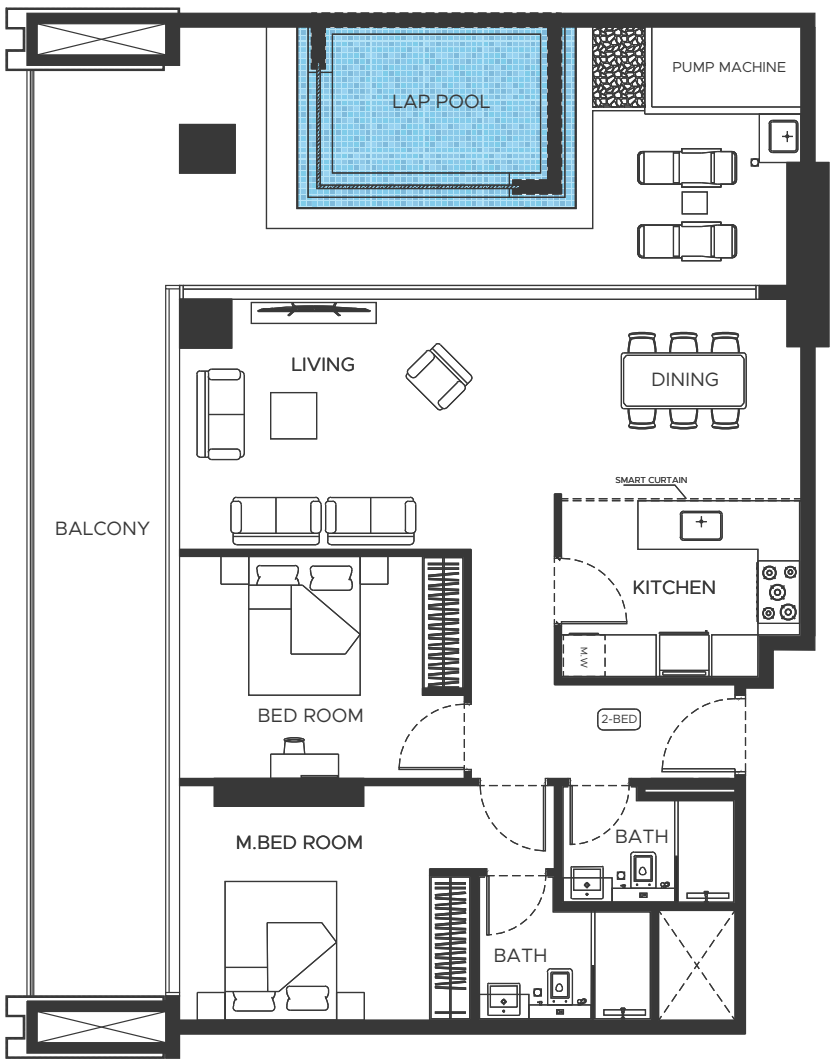 LAP POOL
PUMP MACHINE
LIVING
DINING
SMART CURTAIN
BALCONY
KITCHEN
M.W
BED ROOM
2-BED
M.BED ROOM
BATH
BATH